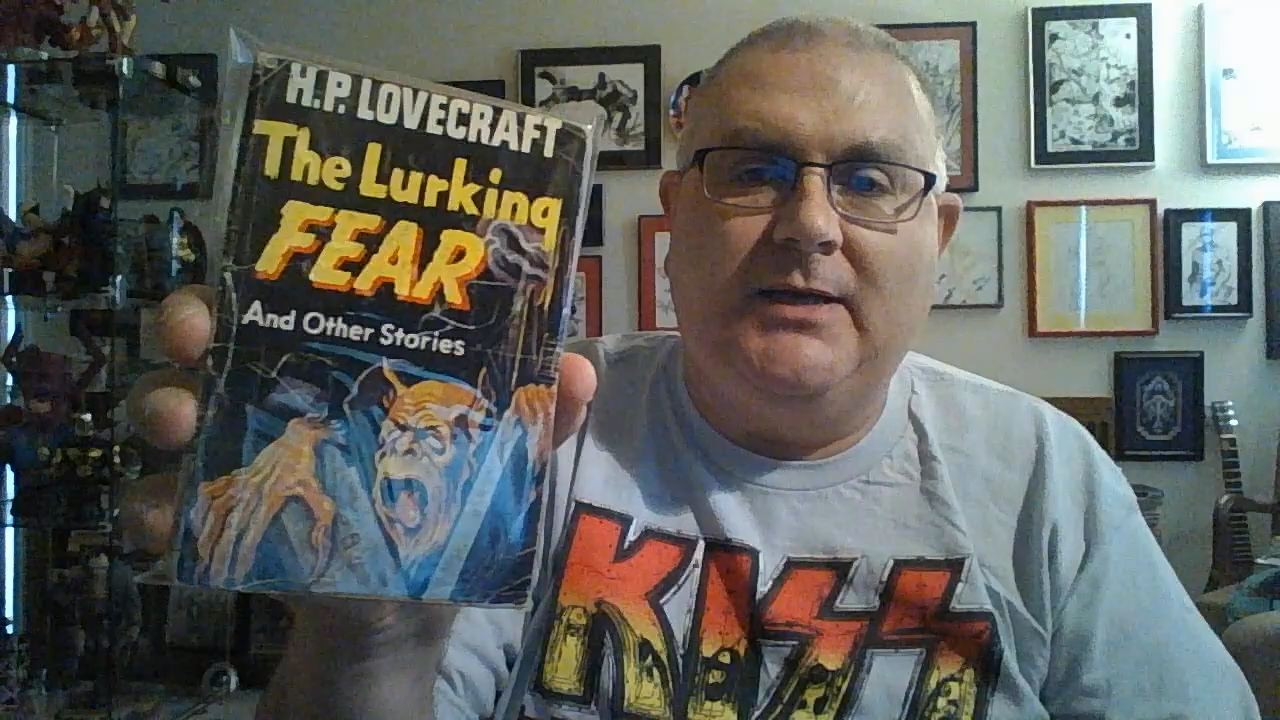 H.P. LOVECRAFT
The Lurking
FEAR
And Other Stories
KISS